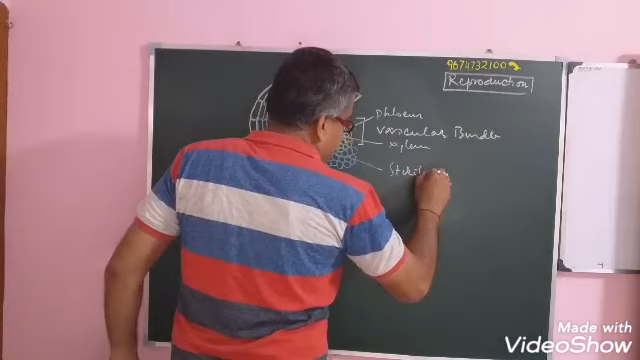 9674732100
Reproduction
Phloem
Vascular Bundle
xylem
Made with
VideoShow